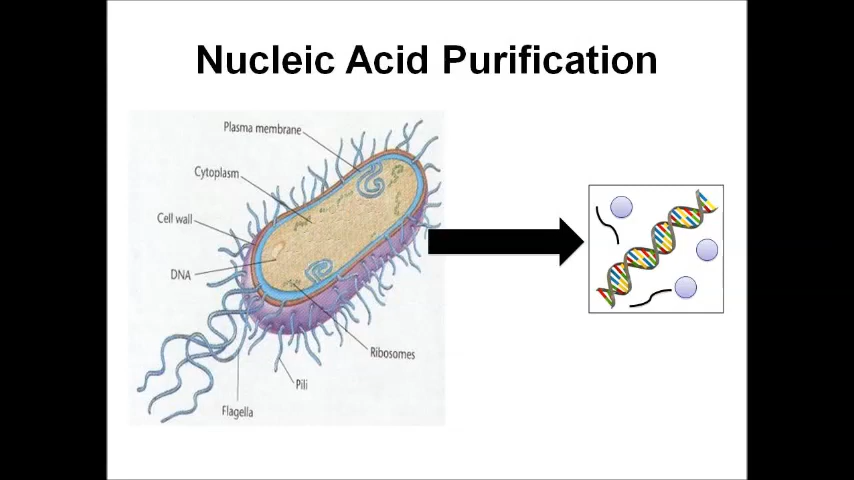 Nucleic Acid Purification
Plasma membrane
Cytoplasm
Cell wall
DNA
Ribosomes
Pili
Flagella